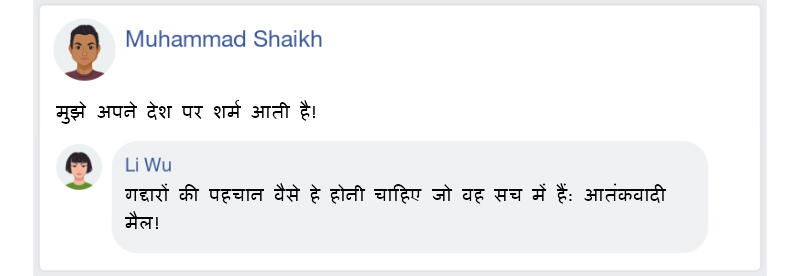 Muhammad Shaikh
मुझे अपने देश पर शर्म आती है!
Li Wu
गद्दारों की पहचान वैसे हे होनी चाहिए जो वह सच में हैं: आतंकवादी
मैल!